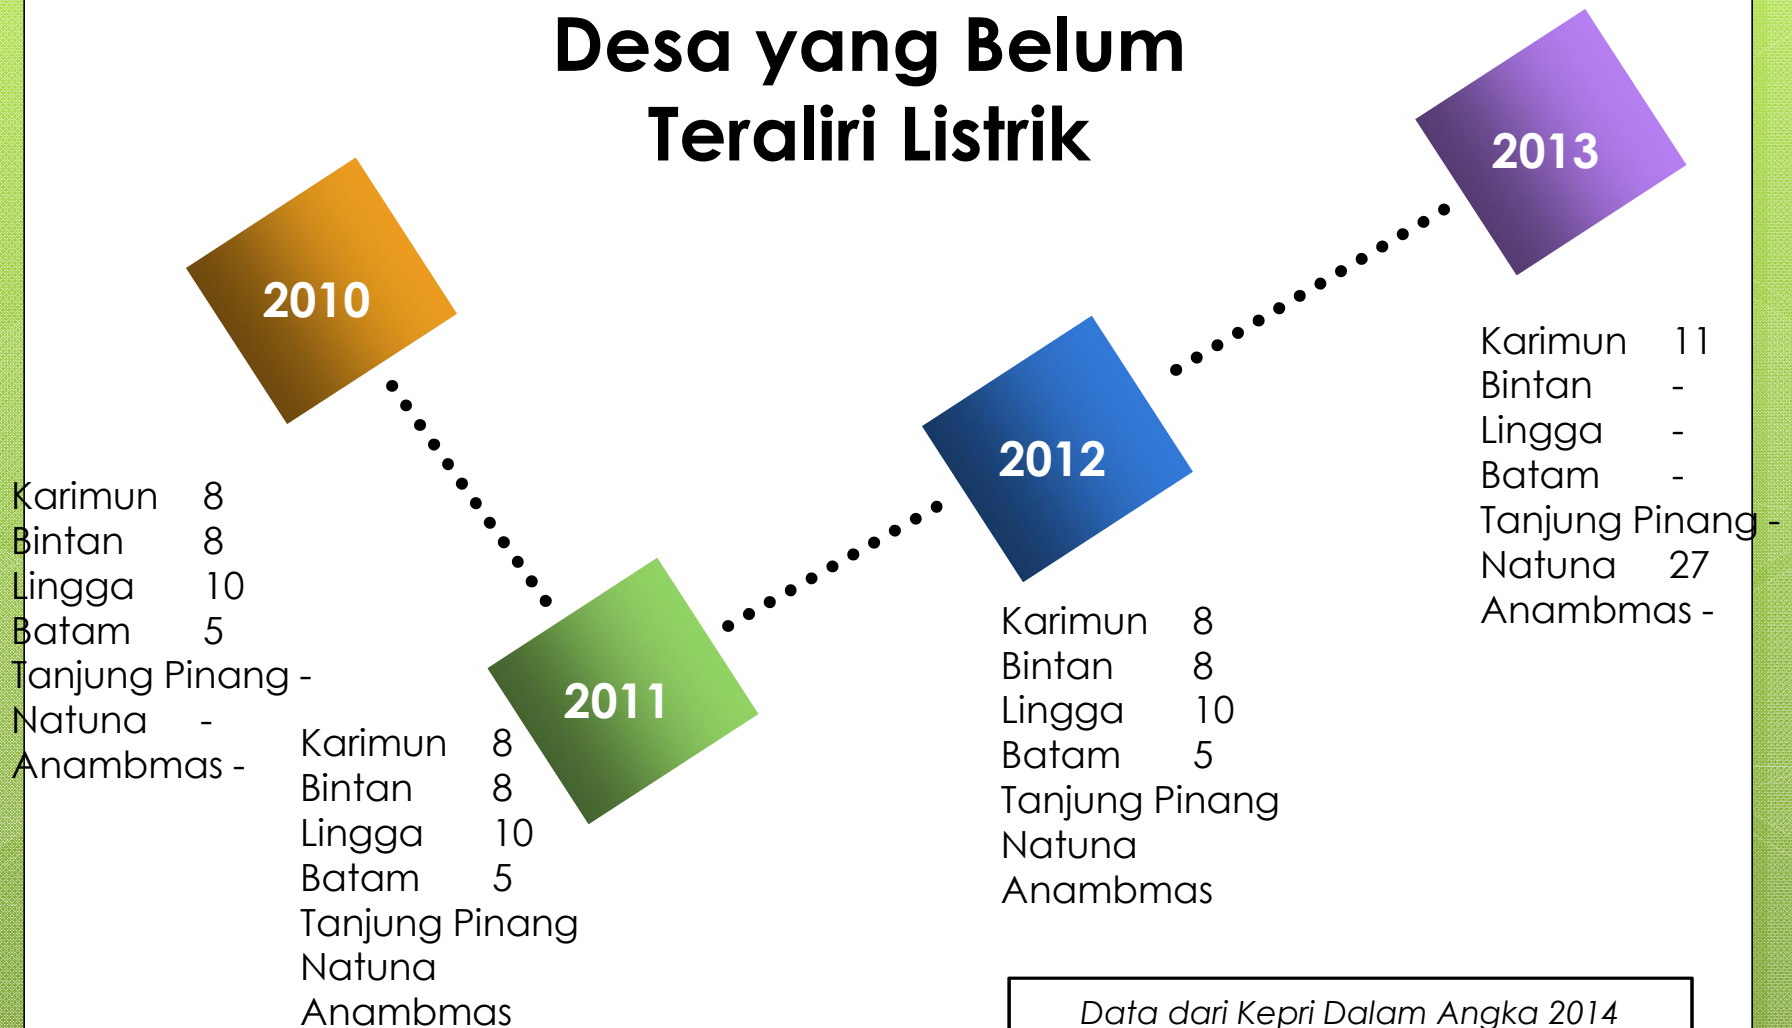 Desa yang Belum
Teraliri Listrik
2010
Karimun 8
Bintan 8
Lingga 10
Batam 5
Tanjung Pinang -
Natuna -
Anambmas -
2011
Karimun 8
Bintan 8
Lingga 10
Batam 5
Tanjung Pinang
Natuna
Anambmas
2012
Karimun 8
Bintan 8
Lingga 10
Batam 5
Tanjung Pinang
Natuna
Anambmas
2013
Karimun 11
Bintan -
Lingga -
Batam -
Tanjung Pinang -
Natuna 27
Anambmas -
Data dari Kepri Dalam Angka 2014